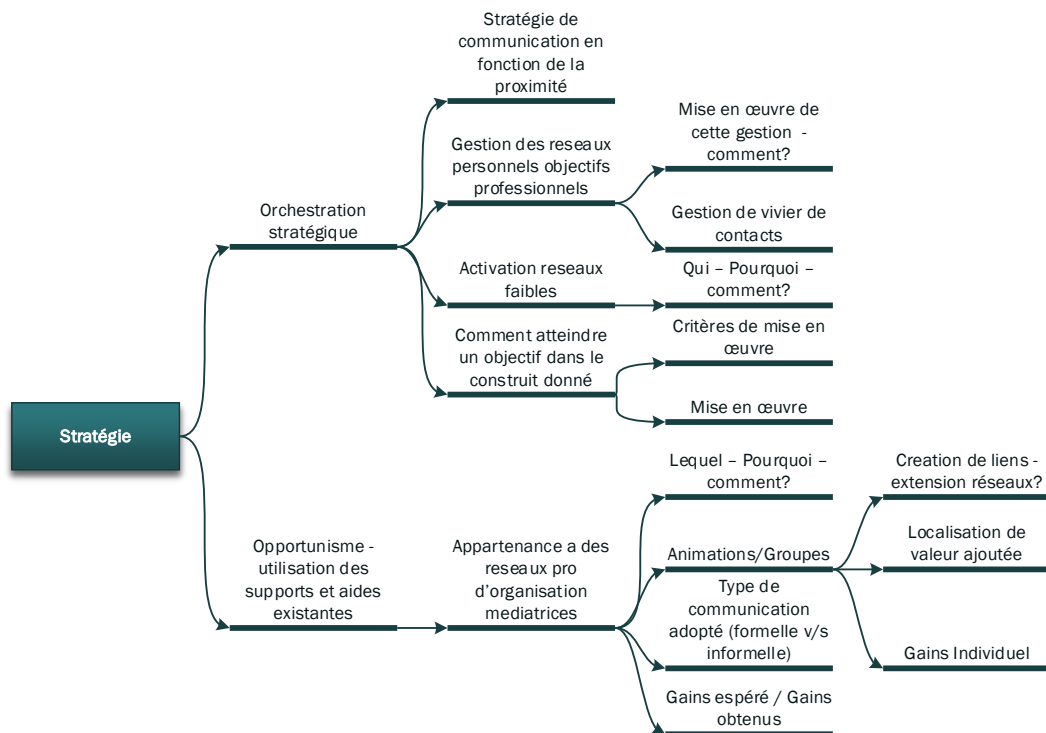 Stratégie de
communication en
fonction de la
proximité
Mise en œuvre de
cette gestion -
comment?
Gestion des reseaux
personnels objectifs
professionnels
Orchestration
stratégique
Gestion de vivier de
contacts
Activation reseaux
faibles
Qui – Pourquoi –
comment?
Comment atteindre
un objectif dans le
construit donné
Critères de mise en
œuvre
Mise en œuvre
Stratégie
Opportunisme -
utilisation des
supports et aides
existantes
Appartenance a des
reseaux pro
d'organisation
mediatrices
Lequel – Pourquoi –
comment?
Animations/Groupes
Creation de liens -
extension réseaux?
Localisation de
valeur ajoutée
Gains Individuel
Type de
communication
adopté (formelle v/s
informelle)
Gains espéré / Gains
obtenus